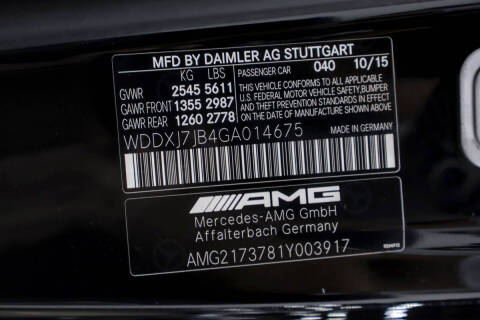 MFD BY DAIMLER AG STUTTGART
KG LBS PASSENGER CAR 040 10/15
GVWR 2545 5611
GAWR FRONT 1355 2987
GAWR REAR 1260 2778
THIS VEHICLE CONFORMS TO ALL APPLICABLE
U.S. FEDERAL MOTOR VEHICLE SAFETY, BUMPER
AND THEFT PREVENTION STANDARDS IN EFFECT
ON THE DATE OF MANUFACTURE SHOWN ABOVE.
WDDXJ7JB4GA014675
MADE IN GERMANY
AMG
Mercedes-AMG GmbH
Affalterbach Germany
AMG2173781Y003917